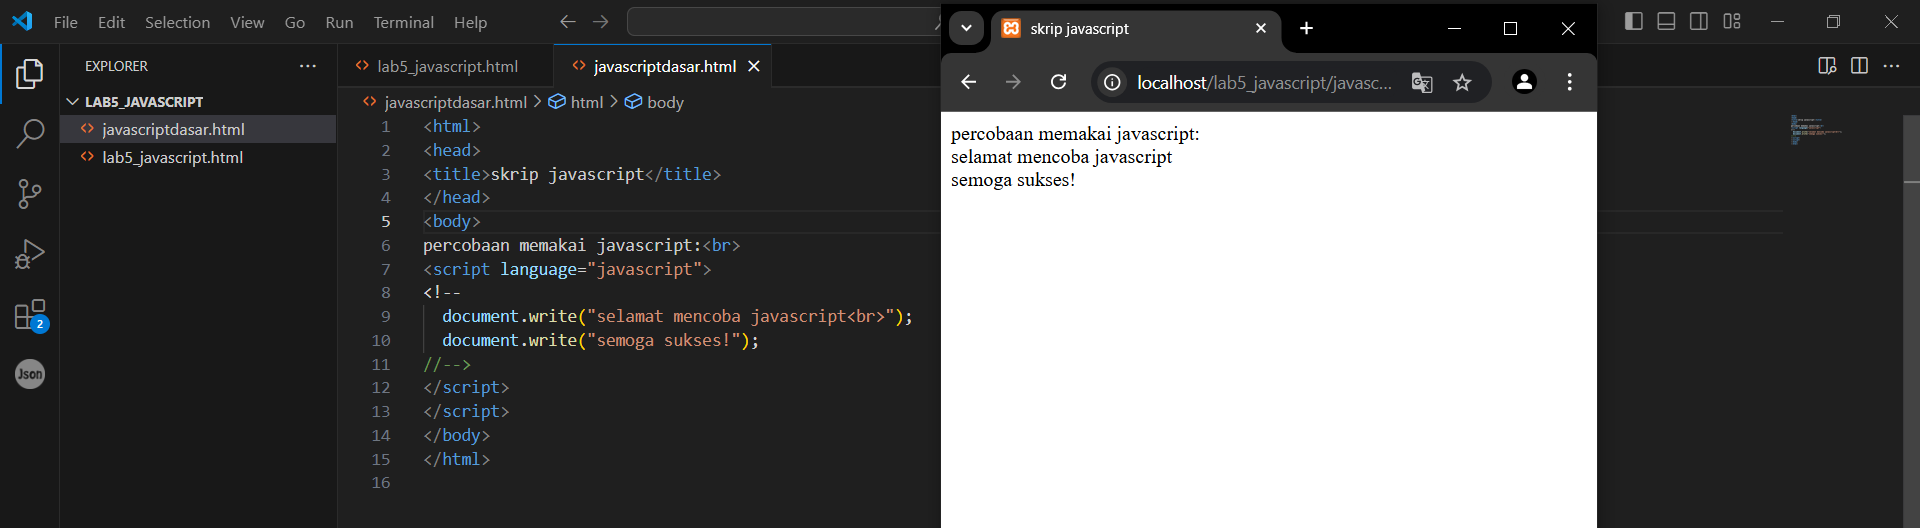 File Edit Selection View Go Run Terminal Help
EXPLORER
LAB5_JAVASCRIPT
javascriptdasar.html
lab5_javascript.html
2
Json
lab5_javascript.html
javascriptdasar.html
javascriptdasar.html > html > body
1 <html>
2 <head>
3 <title>skrip javascript</title>
4 </head>
5 <body>
6 percobaan memakai javascript:<br>
7 <script language="javascript">
8 <!--
9 document.write("selamat mencoba javascript<br>");
10 document.write("semoga sukses!");
11 //-->
12 </script>
13 </script>
14 </body>
15 </html>
16
skrip javascript
localhost/lab5_javascript/javasc...
percobaan memakai javascript:
selamat mencoba javascript
semoga sukses!